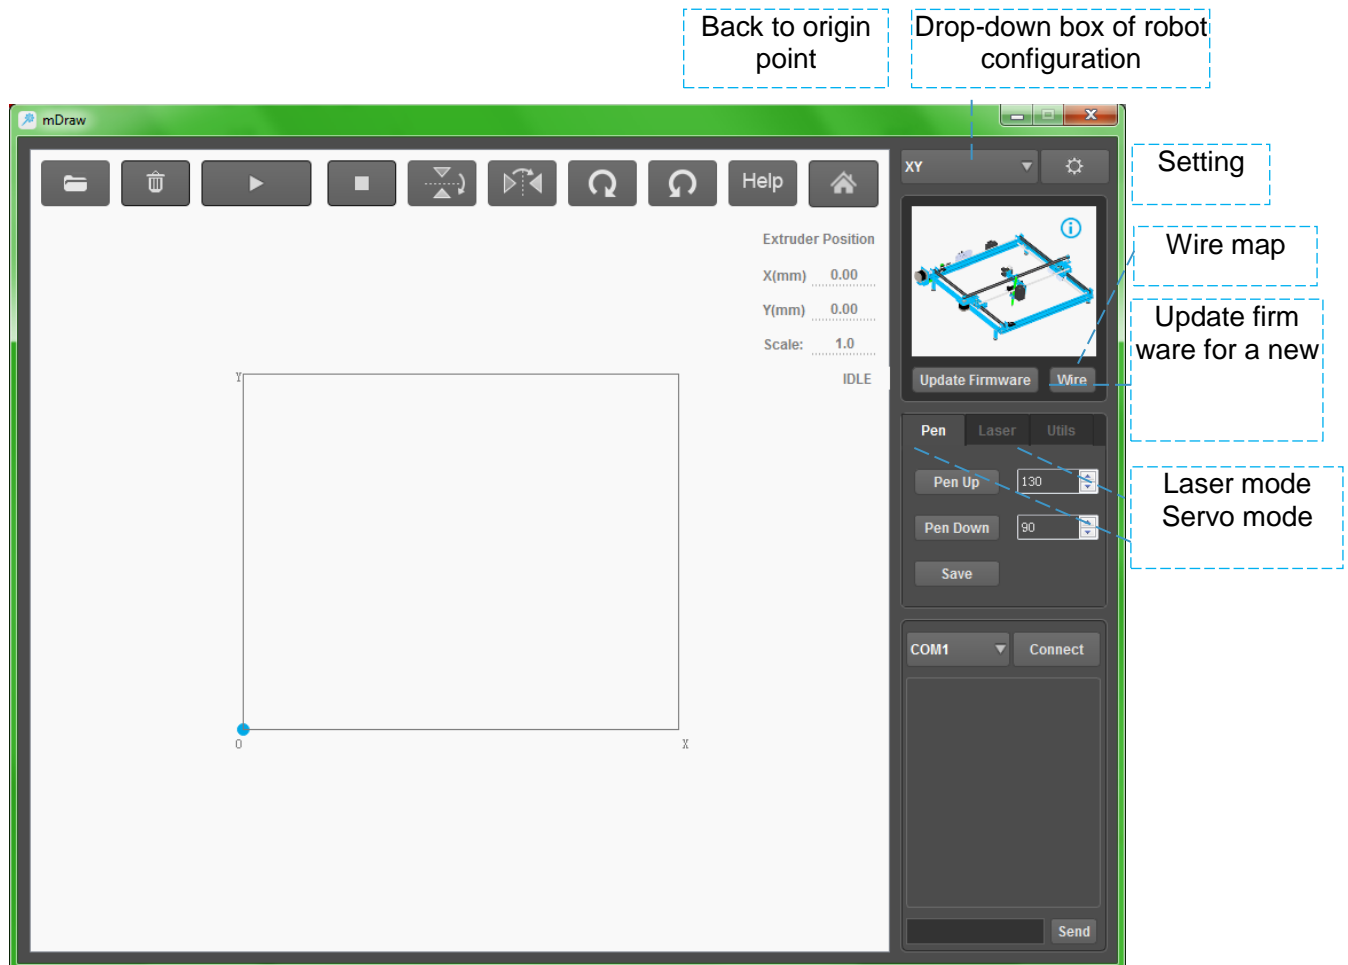 Back to origin
point
Drop-down box of robot
configuration
mDraw
Help
XY
Setting
Extruder Position
X(mm) 0.00
Y(mm) 0.00
Scale: 1.0
IDLE
Wire map
Update firm
ware for a new
Update Firmware
Wire
Y
O
X
Pen
Laser
Utils
Pen Up
130
Pen Down
90
Save
Laser mode
Servo mode
COM1
Connect
Send